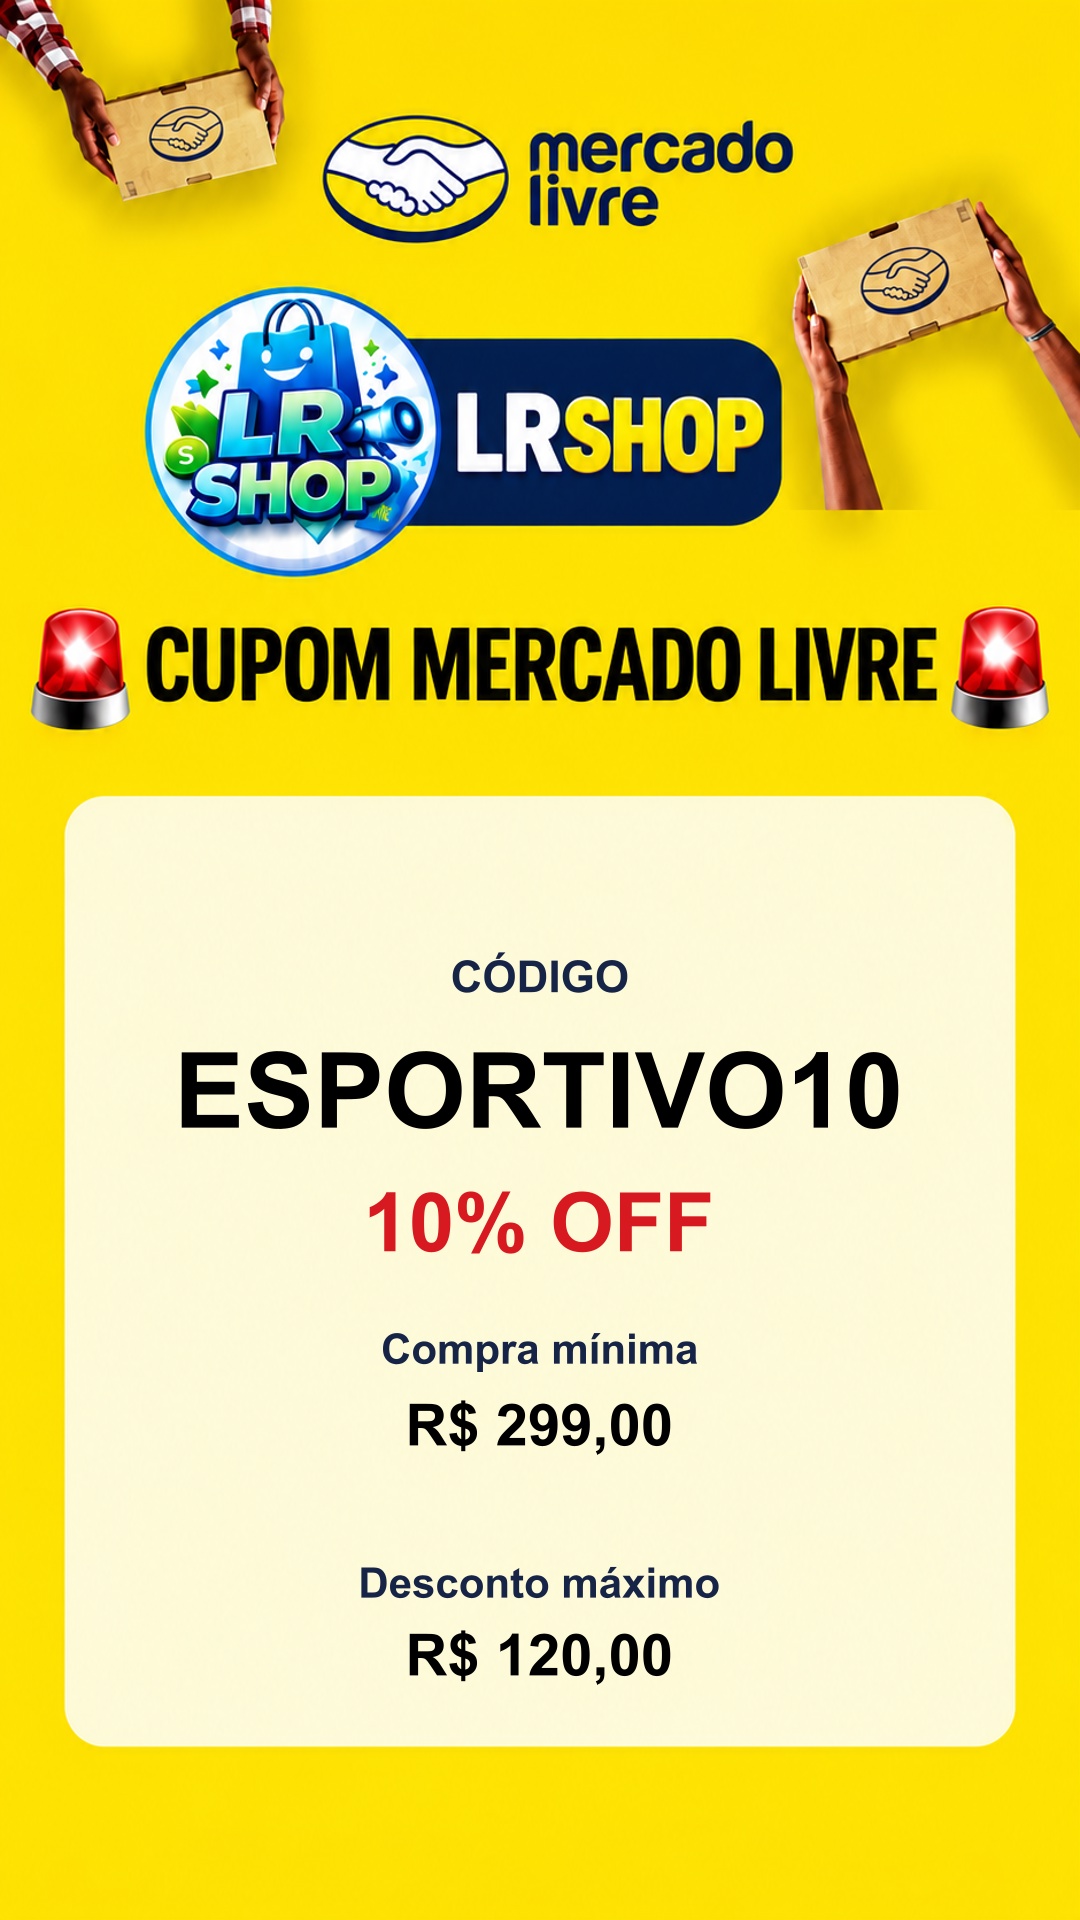 mercado
livre
LR
SHOP
S
LRSHOP
CUPOM MERCADO LIVRE
CÓDIGO
ESPORTIVO10
10% OFF
Compra mínima
R$ 299,00
Desconto máximo
R$ 120,00